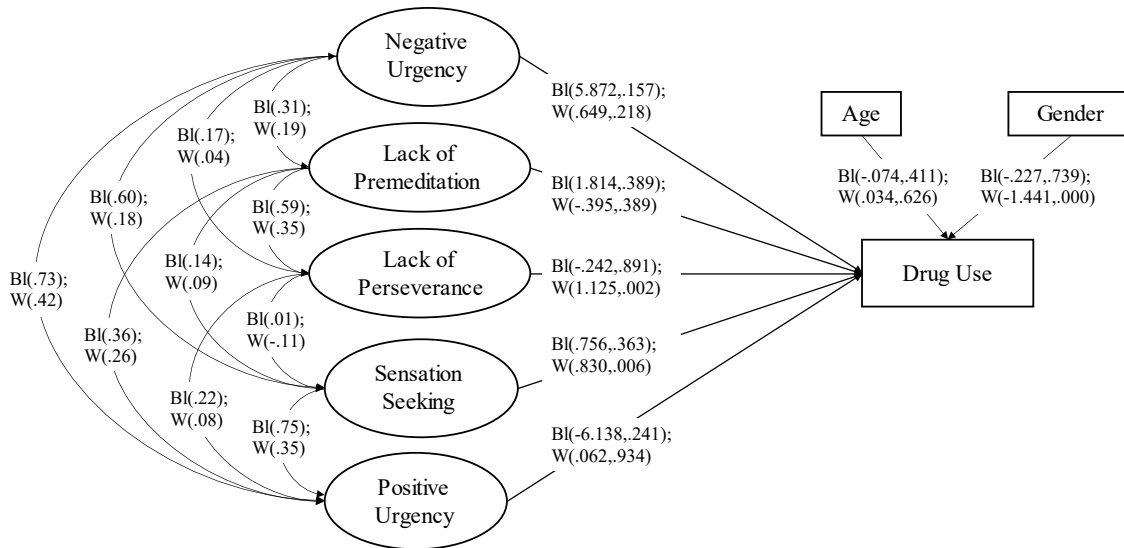 Negative
Urgency
Bl(5.872,.157);
W(.649,.218)
Age
Gender
Bl(.31);
W(.19)
Bl(.17);
W(.04)
Lack of
Premeditation
Bl(-.074,.411);
W(.034,.626)
Bl(-.227,.739);
W(-1.441,.000)
Bl(.60);
W(.18)
Bl(1.814,.389);
W(-.395,.389)
Bl(.59);
W(.35)
Bl(.14);
W(.09)
Bl(.73);
W(.42)
Lack of
Perseverance
Bl(-.242,.891);
W(1.125,.002)
Drug Use
Bl(.01);
W(-.11)
Bl(.36);
W(.26)
Bl(.756,.363);
W(.830,.006)
Sensation
Seeking
Bl(.22);
W(.08)
Bl(.75);
W(.35)
Bl(-6.138,.241);
W(.062,.934)
Positive
Urgency